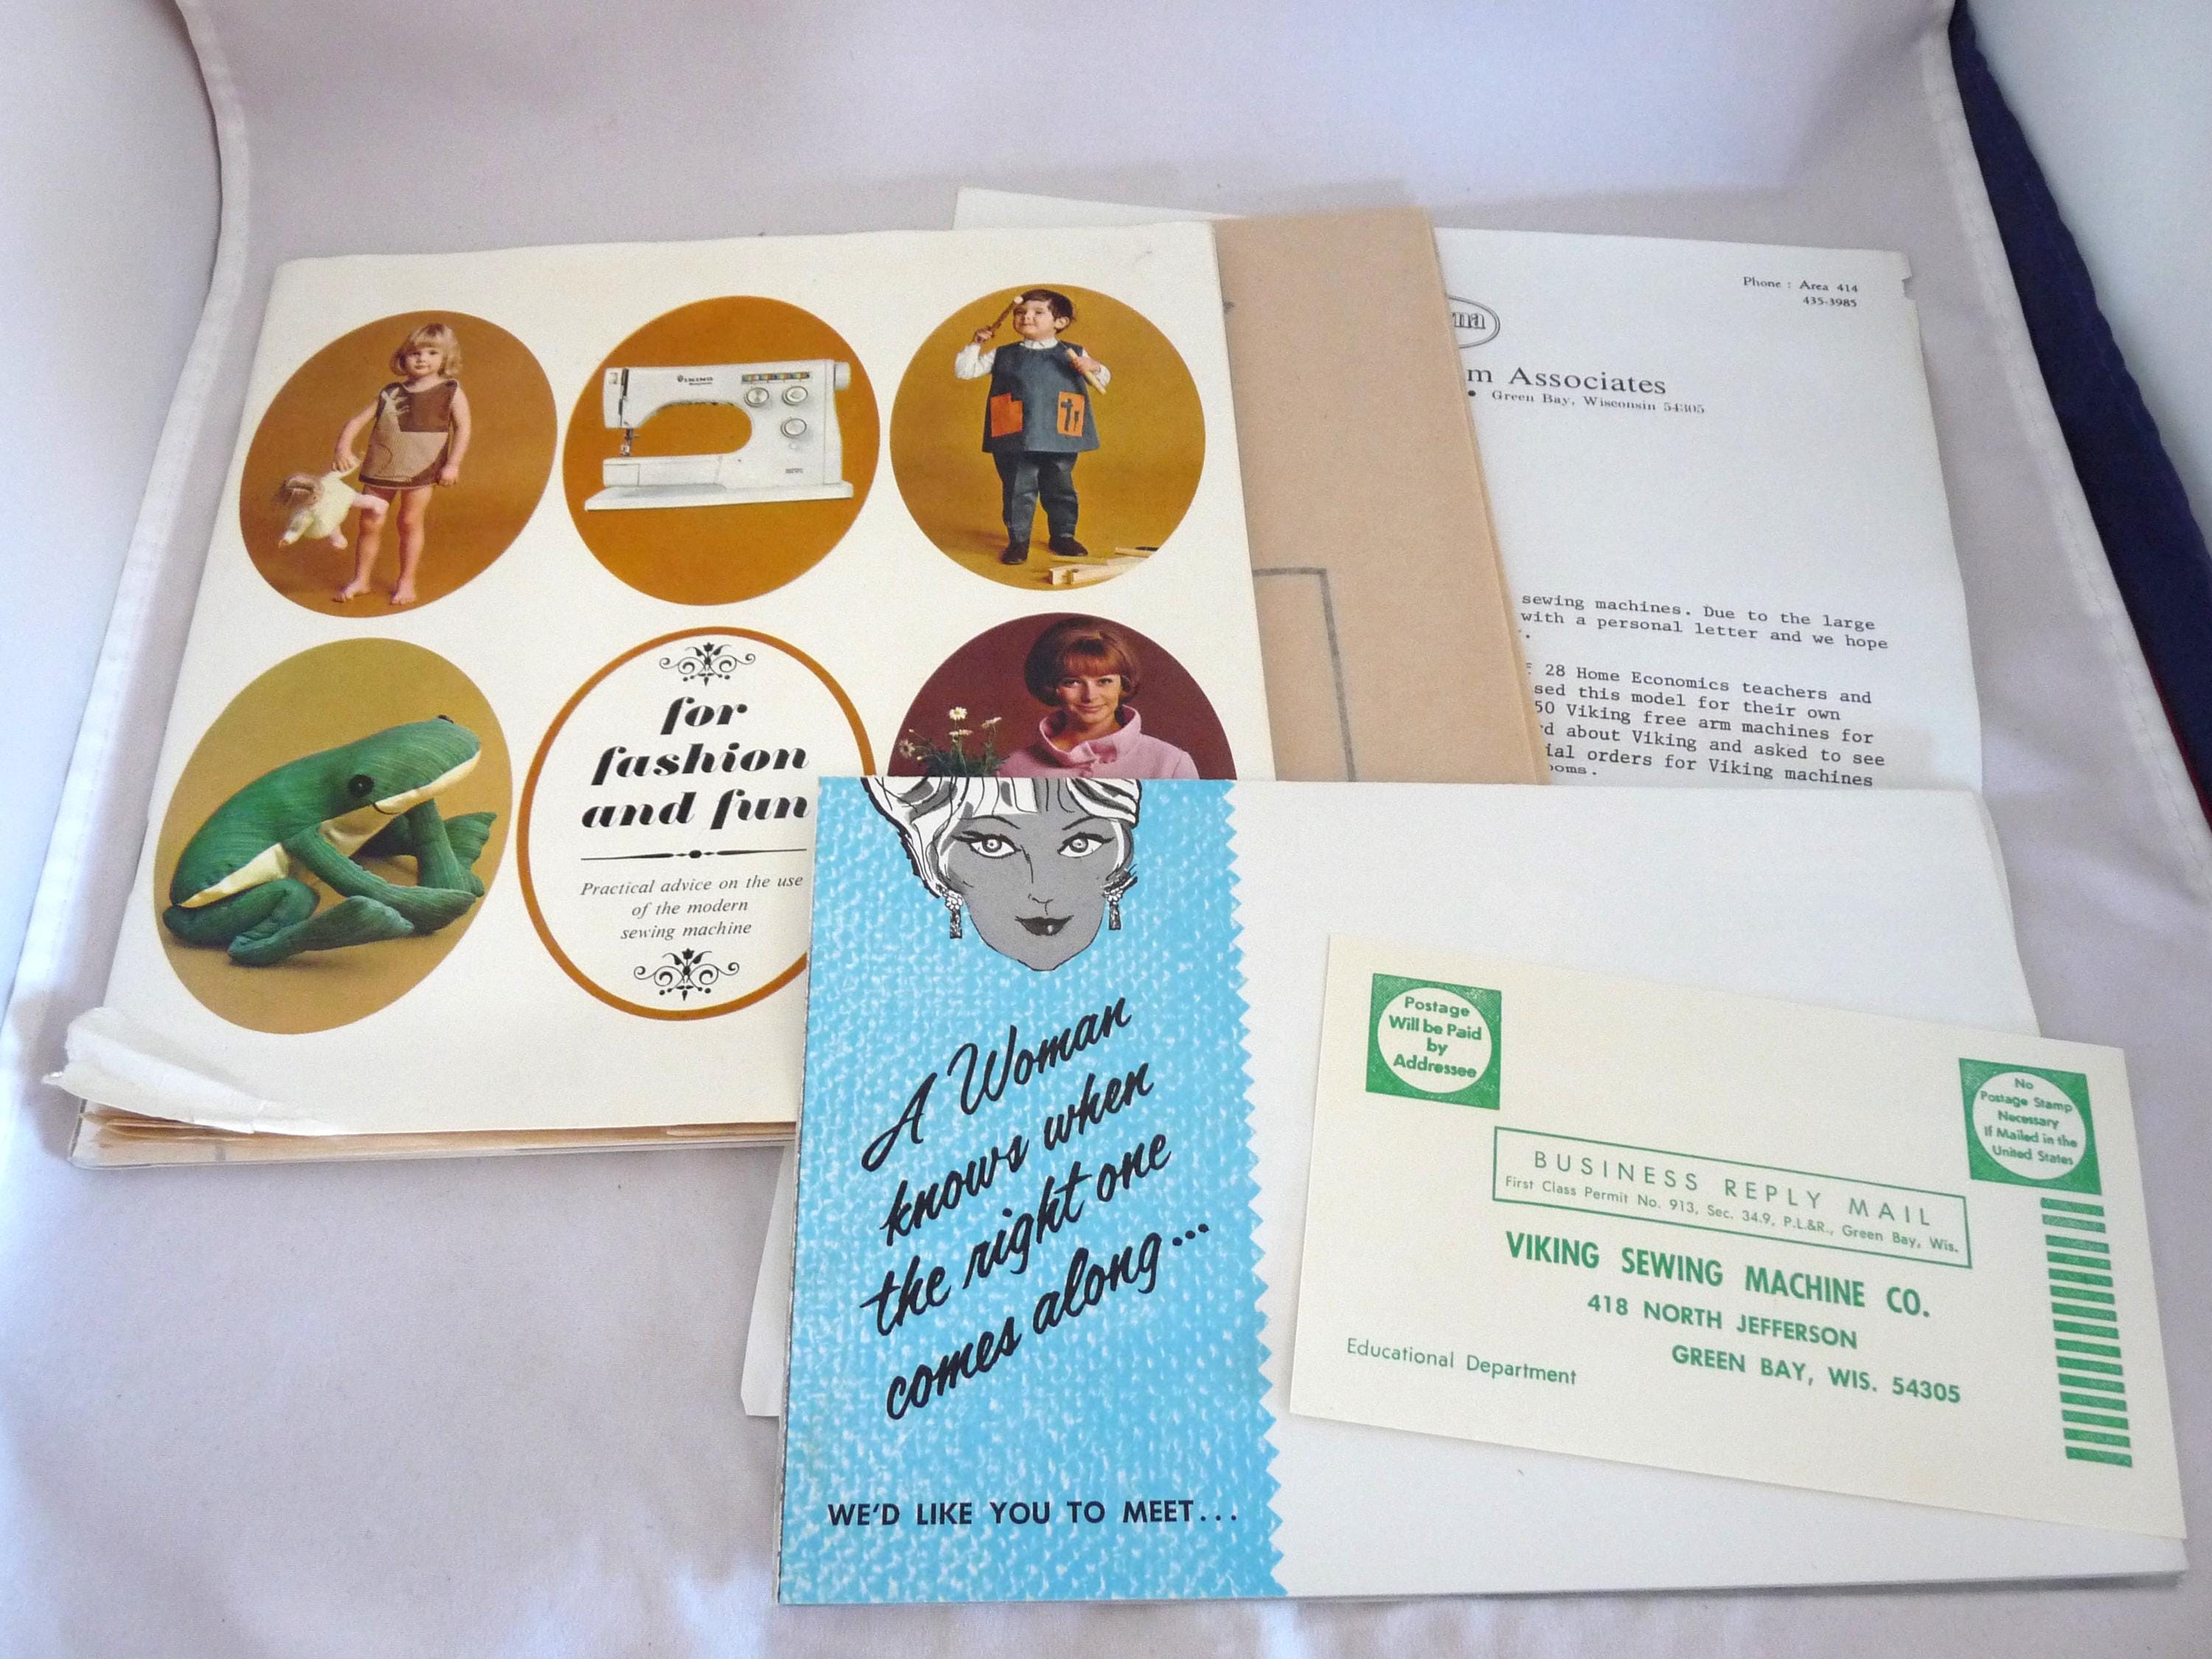 VIKING
for
fashion
and fun
Practical advice on the use
of the modern
sewing machine
Phone : Area 414
435-3985
Associates
• Green Bay, Wisconsin 54305
sewing machines. Due to the large
with a personal letter and we hope
28 Home Economics teachers and
this model for their own
50 Viking free arm machines for
about Viking and asked to see
orders for Viking machines
A Woman
knows when
the right one
comes along...
WE'D LIKE YOU TO MEET...
Postage
Will be Paid
by
Addressee
No
Postage Stamp
Necessary
If Mailed in the
United States
BUSINESS REPLY MAIL
First Class Permit No. 913, Sec. 34.9, P.L.&R., Green Bay, Wis.
VIKING SEWING MACHINE CO.
418 NORTH JEFFERSON
GREEN BAY, WIS. 54305
Educational Department